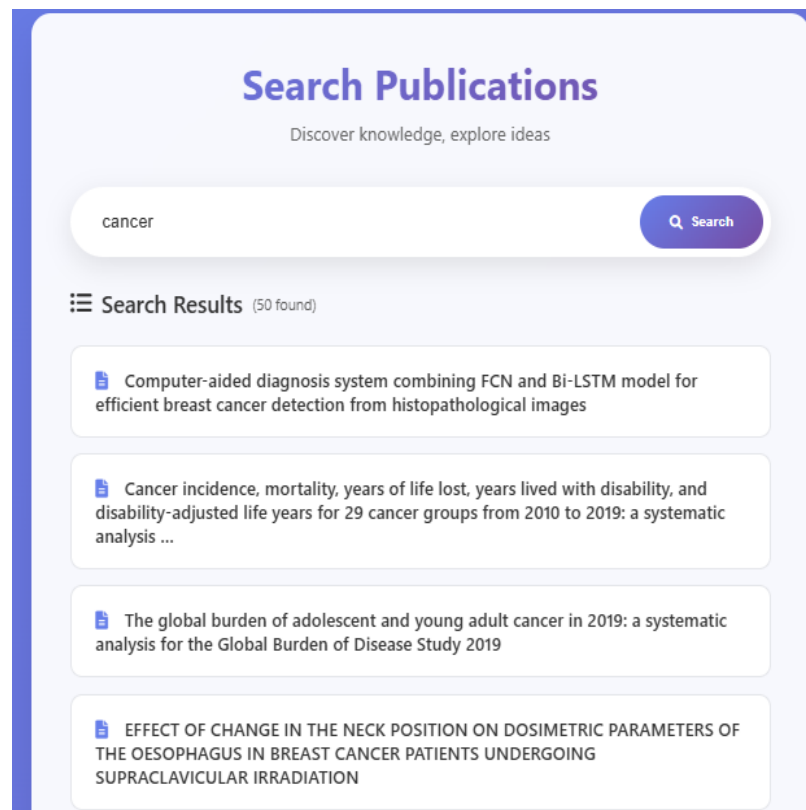 Search Publications
Discover knowledge, explore ideas
cancer
Search
Search Results (50 found)
Computer-aided diagnosis system combining FCN and Bi-LSTM model for
efficient breast cancer detection from histopathological images
Cancer incidence, mortality, years of life lost, years lived with disability, and
disability-adjusted life years for 29 cancer groups from 2010 to 2019: a systematic
analysis ...
The global burden of adolescent and young adult cancer in 2019: a systematic
analysis for the Global Burden of Disease Study 2019
EFFECT OF CHANGE IN THE NECK POSITION ON DOSIMETRIC PARAMETERS OF
THE OESOPHAGUS IN BREAST CANCER PATIENTS UNDERGOING
SUPRACLAVICULAR IRRADIATION